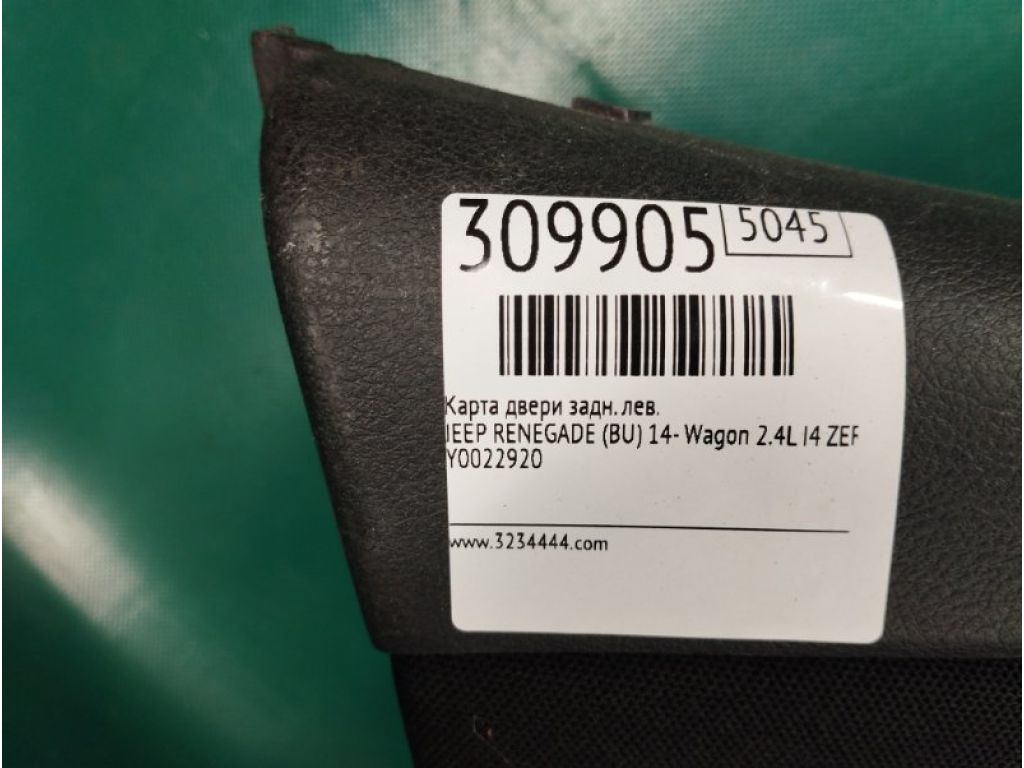 309905 5045
Карта двери задн. лев.
JEEP RENEGADE (BU) 14- Wagon 2.4L I4 ZEF
Y0022920
www.3234444.com